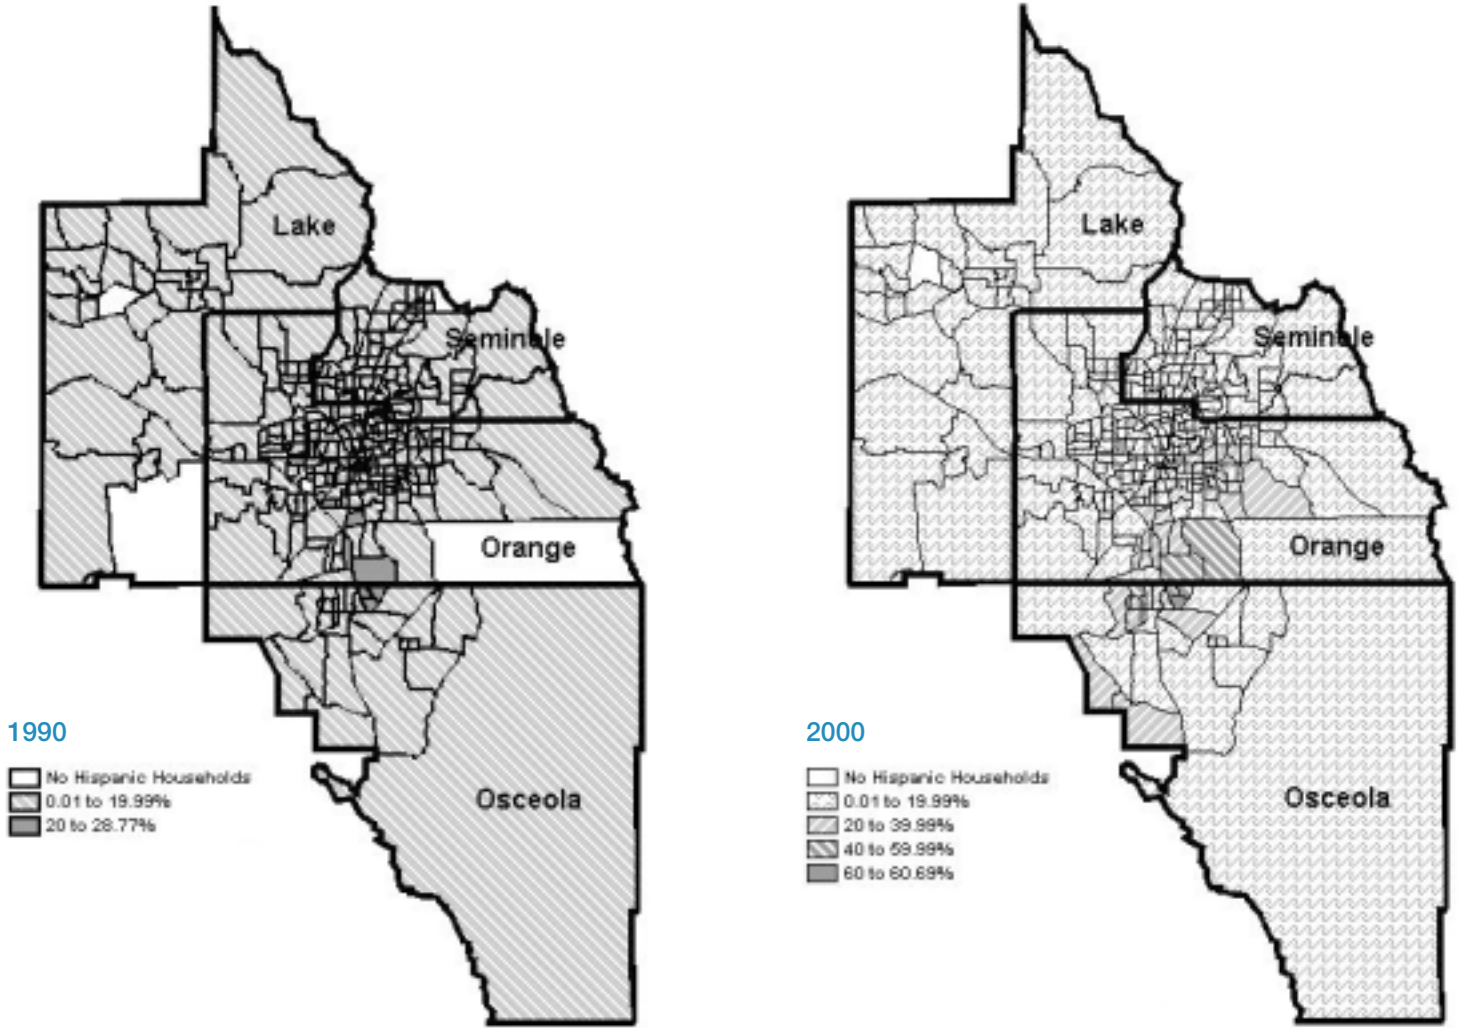 Lake
Seminole
Orange
Osceola
1990
No Hispanic Households
0.01 to 19.99%
20 to 28.77%
Lake
Seminole
Orange
Osceola
2000
No Hispanic Households
0.01 to 19.99%
20 to 39.99%
40 to 59.99%
60 to 60.69%